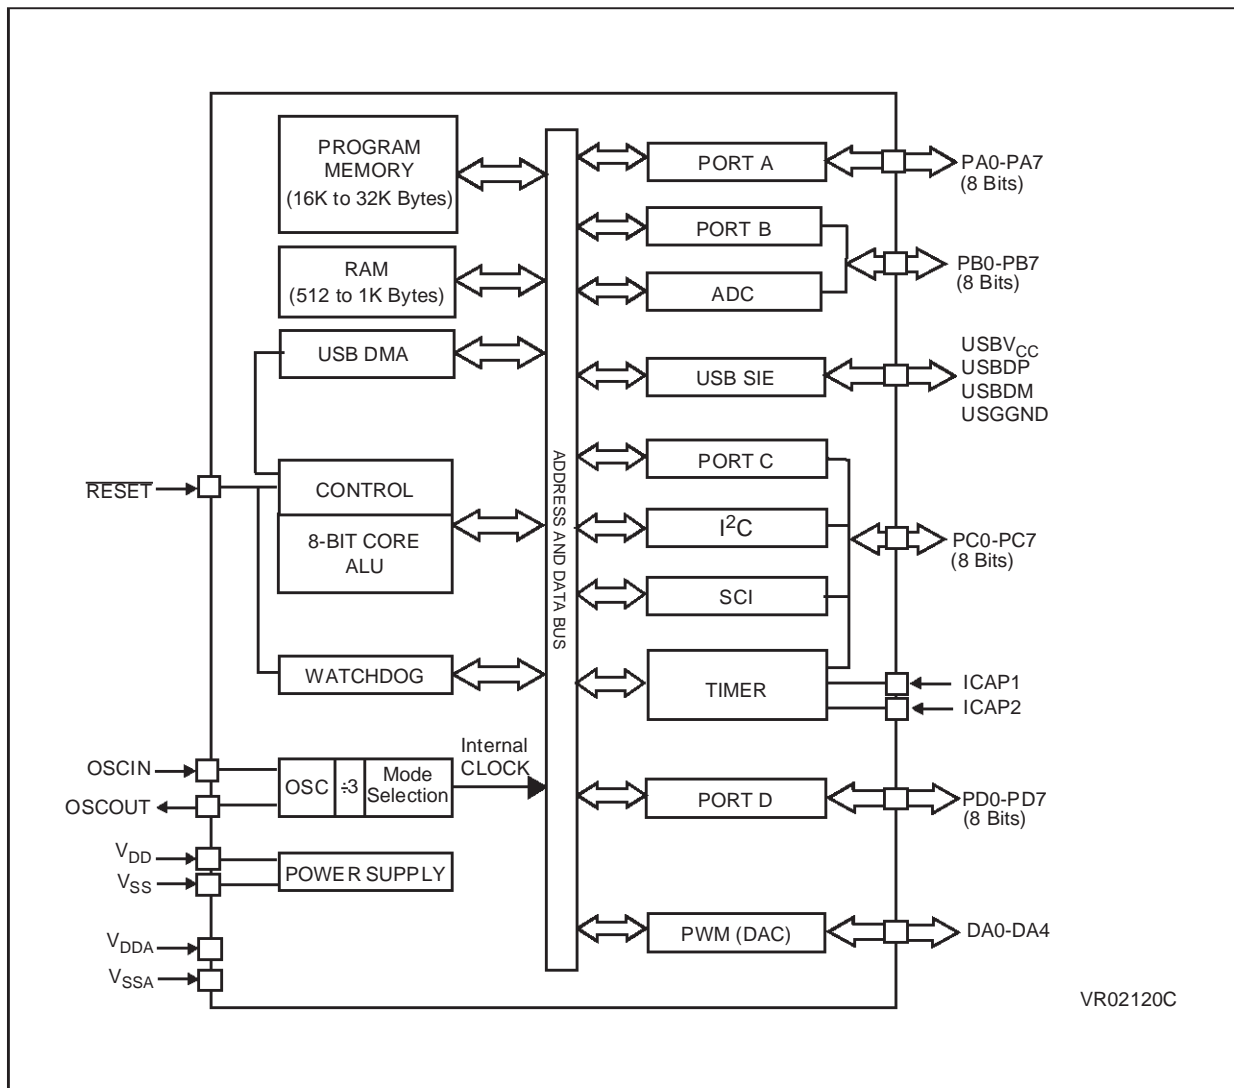 PROGRAM
MEMORY
(16K to 32K Bytes)
RAM
(512 to 1K Bytes)
USB DMA
RESET
CONTROL
8-BIT CORE
ALU
WATCHDOG
OSCIN
OSCOUT
OSC
÷3
Mode
Selection
Internal
CLOCK
VDD
VSS
POWER SUPPLY
VDDA
VSSA
ADDRESS AND DATA BUS
PORT A
PA0-PA7
(8 Bits)
PORT B
ADC
PB0-PB7
(8 Bits)
USB SIE
USBVCC
USBDP
USBDM
USGGND
PORT C
I2C
SCI
PC0-PC7
(8 Bits)
TIMER
ICAP1
ICAP2
PORT D
PD0-PD7
(8 Bits)
PWM (DAC)
DA0-DA4
VR02120C